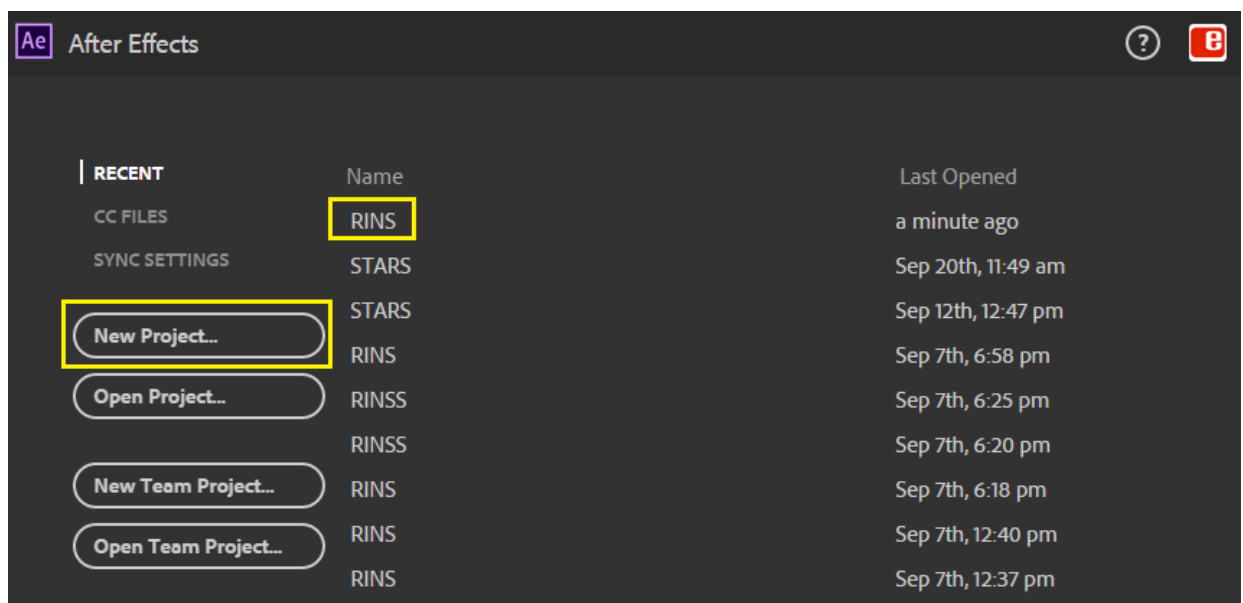 Ae After Effects ?
RECENT Name Last Opened
CC FILES RINS a minute ago
SYNC SETTINGS STARS Sep 20th, 11:49 am
STARS Sep 12th, 12:47 pm
New Project...
RINS Sep 7th, 6:58 pm
Open Project... RINSS Sep 7th, 6:25 pm
RINSS Sep 7th, 6:20 pm
New Team Project... RINS Sep 7th, 6:18 pm
Open Team Project... RINS Sep 7th, 12:40 pm
RINS Sep 7th, 12:37 pm